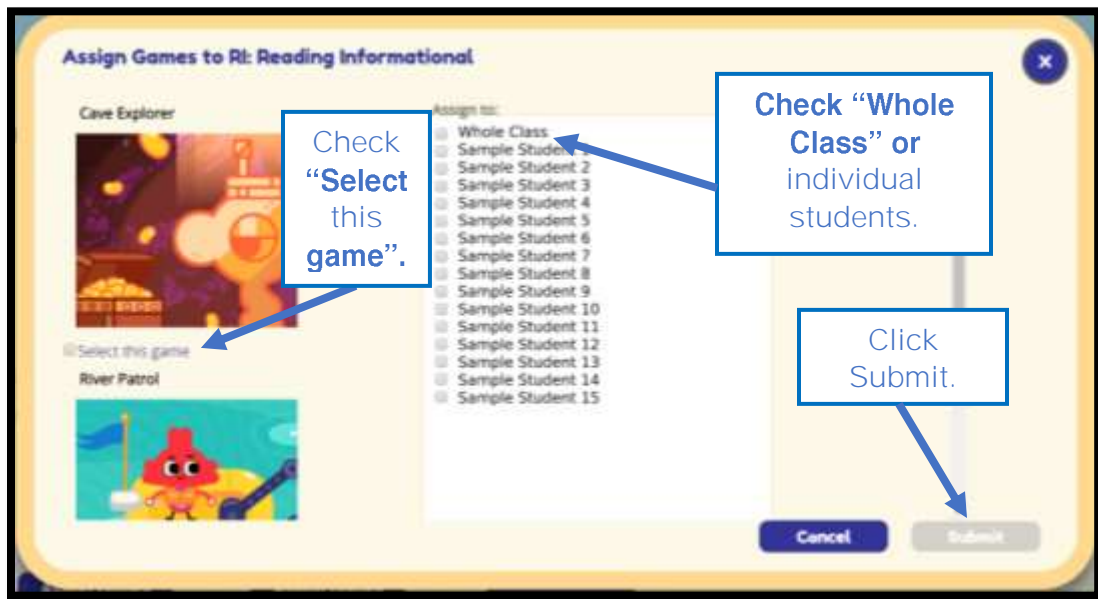 Assign Games to RI: Reading Informational
x
Cave Explorer
Check
“Select
this
game”.
Select this game
River Patrol
Assign to:
Whole Class
Sample Student 1
Sample Student 2
Sample Student 3
Sample Student 4
Sample Student 5
Sample Student 6
Sample Student 7
Sample Student 8
Sample Student 9
Sample Student 10
Sample Student 11
Sample Student 12
Sample Student 13
Sample Student 14
Sample Student 15
Check “Whole
Class” or
individual
students.
Click
Submit.
Cancel
Submit